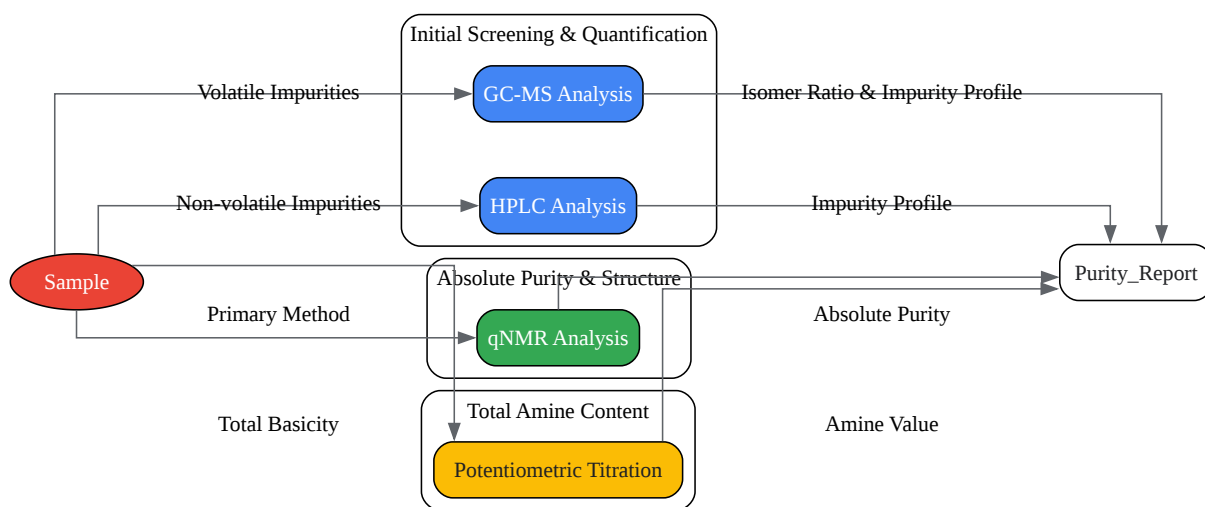 Initial Screening & Quantification
Volatile Impurities
GC-MS Analysis
Isomer Ratio & Impurity Profile
Non-volatile Impurities
HPLC Analysis
Impurity Profile
Sample
Absolute Purity & Structure
Purity_Report
Primary Method
qNMR Analysis
Absolute Purity
Total Basicity
Total Amine Content
Amine Value
Potentiometric Titration